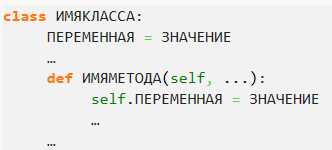 class ИМЯКЛАССА:
ПЕРЕМЕННАЯ = ЗНАЧЕНИЕ
…
def ИМЯМЕТОДА(self, ...):
self.ПЕРЕМЕННАЯ = ЗНАЧЕНИЕ
…
…